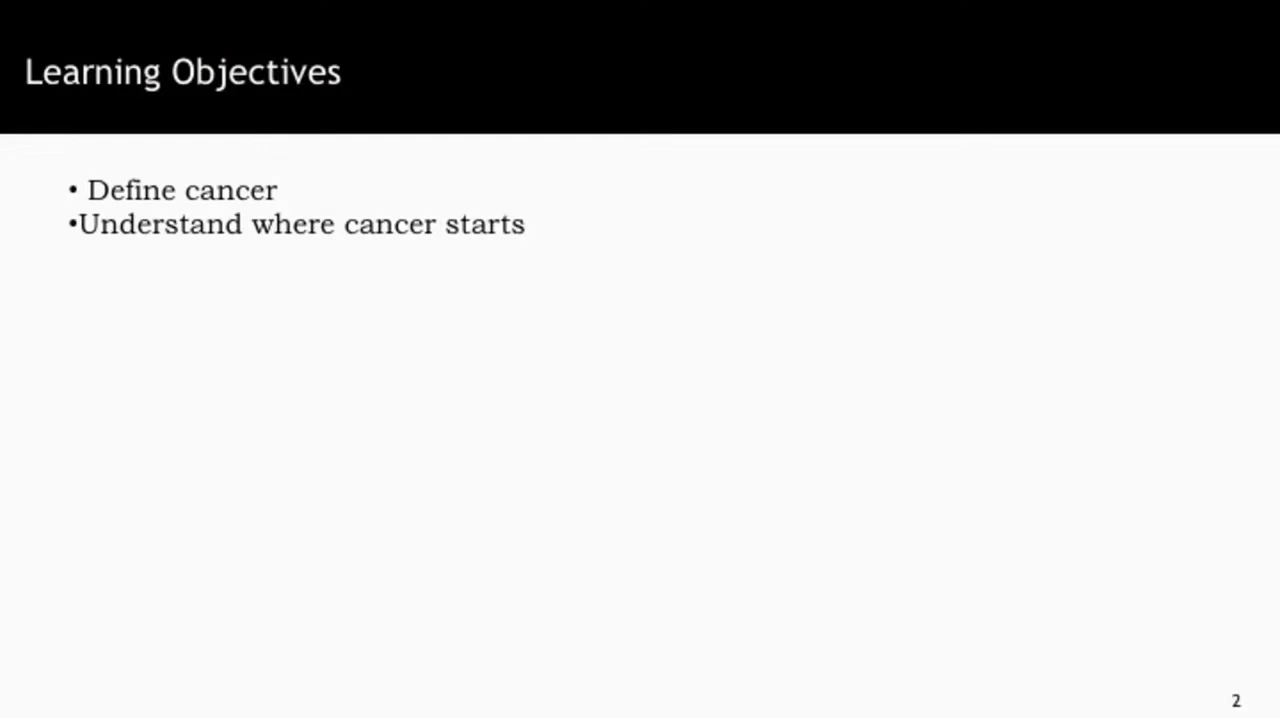 Learning Objectives
• Define cancer
•Understand where cancer starts
2